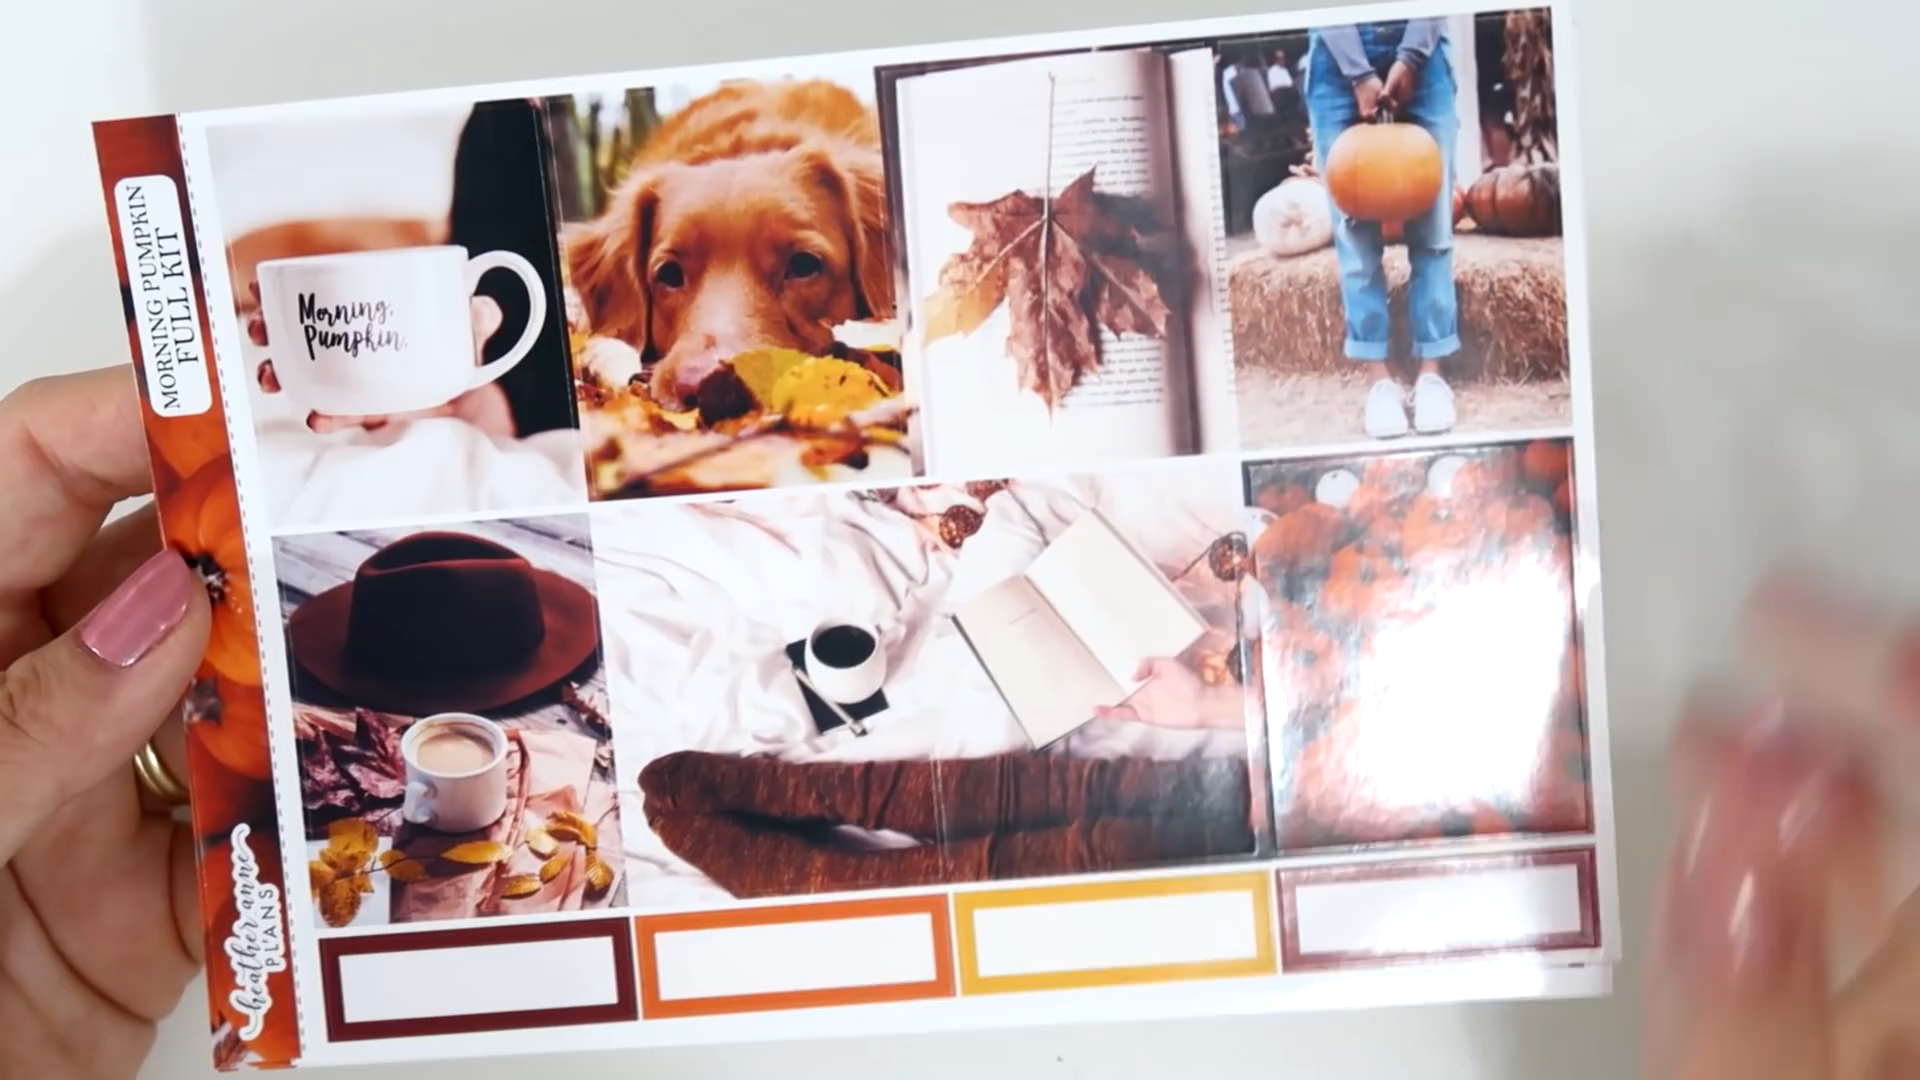 MORNING PUMPKIN
FULL KIT
Morning,
Pumpkin.
heather anne
PLANS